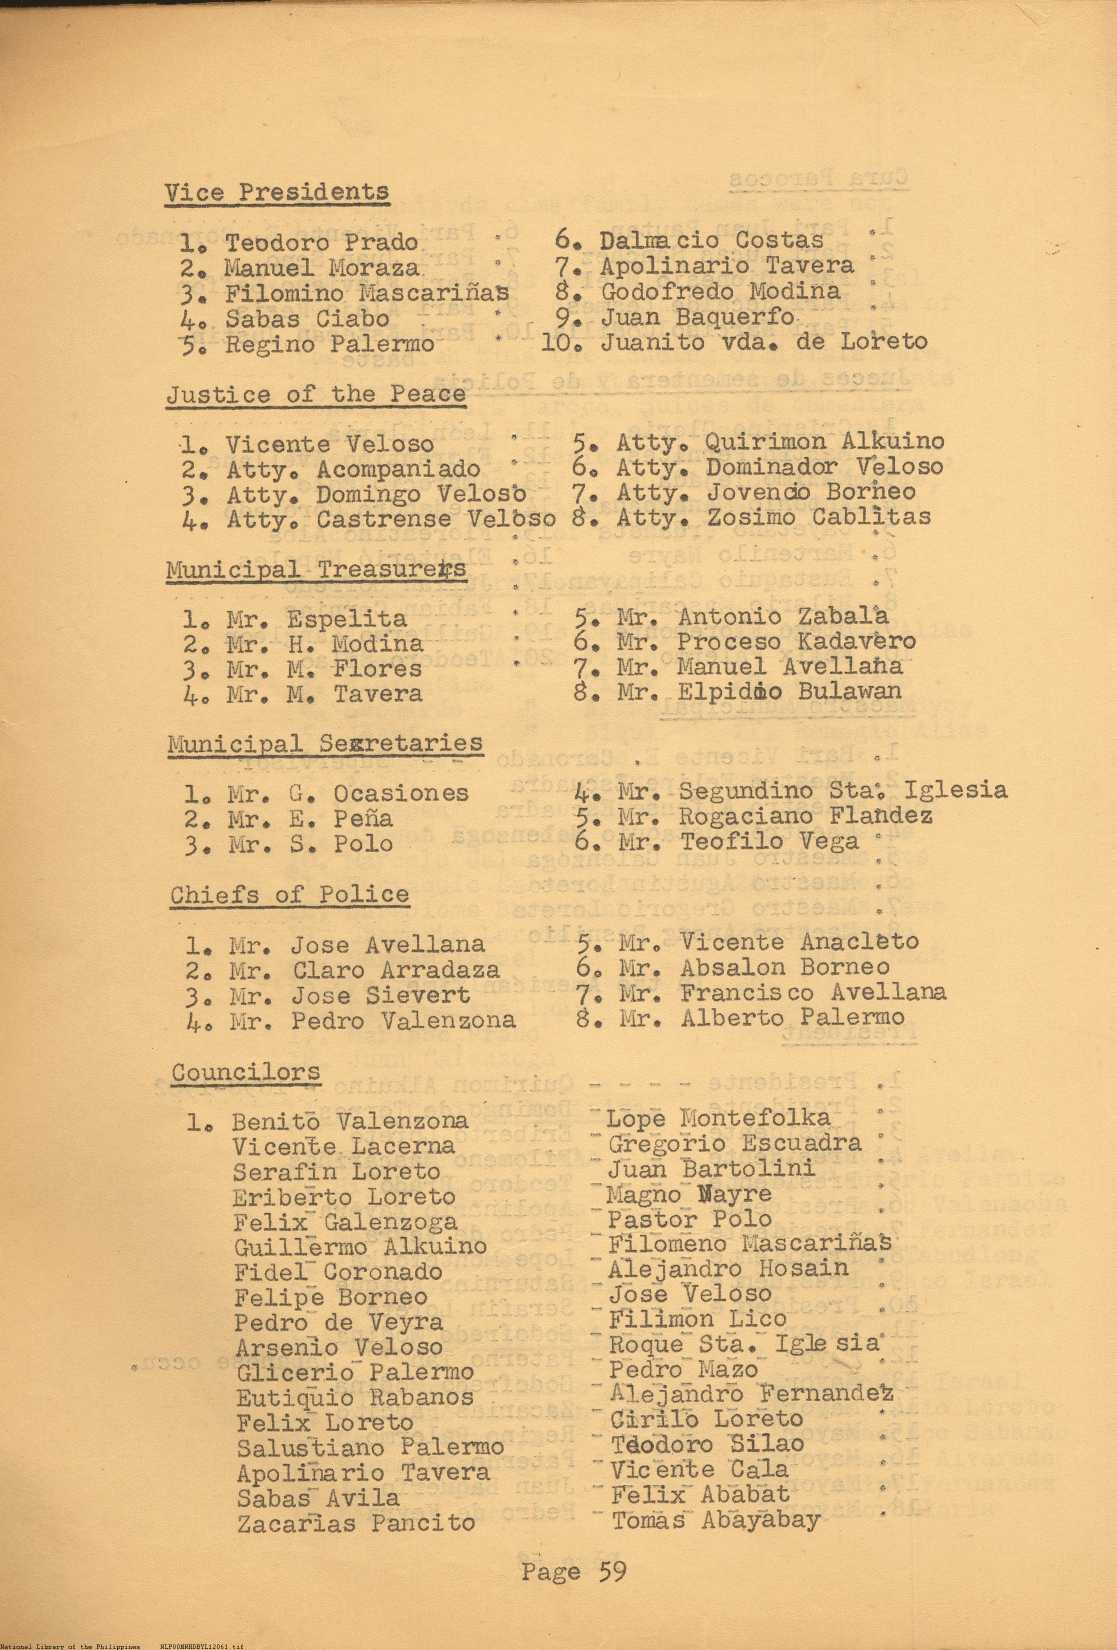 Vice Presidents
1. Teodoro Prado 6. Dalmacio Costas
2. Manuel Moraza 7. Apolinario Tavera
3. Filomino Mascariñas 8. Godofredo Modina
4. Sabas Ciabo 9. Juan Baquerfo
5. Regino Palermo 10. Juanito vda. de Loreto
Justice of the Peace
1. Vicente Veloso 5. Atty. Quirimon Alkuino
2. Atty. Acompaniado 6. Atty. Dominador Veloso
3. Atty. Domingo Veloso 7. Atty. Jovencio Borneo
4. Atty. Castrense Veloso 8. Atty. Zosimo Cablitas
Municipal Treasurers
1. Mr. Espelita 5. Mr. Antonio Zabala
2. Mr. H. Modina 6. Mr. Proceso Kadavero
3. Mr. M. Flores 7. Mr. Manuel Avellana
4. Mr. M. Tavera 8. Mr. Elpidio Bulawan
Municipal Secretaries
1. Mr. G. Ocasiones 4. Mr. Segundino Sta. Iglesia
2. Mr. E. Peña 5. Mr. Rogaciano Flandez
3. Mr. S. Polo 6. Mr. Teofilo Vega
Chiefs of Police
1. Mr. Jose Avellana 5. Mr. Vicente Anacleto
2. Mr. Claro Arradaza 6. Mr. Absalon Borneo
3. Mr. Jose Sievert 7. Mr. Francisco Avellana
4. Mr. Pedro Valenzona 8. Mr. Alberto Palermo
Councilors
1. Benito Valenzona Lope Montefolka
Vicente Lacerna Gregorio Escuadra
Serafin Loreto Juan Bartolini
Eriberto Loreto Magno Nayre
Felix Galenzoga Pastor Polo
Guillermo Alkuino Filomeno Mascariñas
Fidel Coronado Alejandro Hosain
Felipe Borneo Jose Veloso
Pedro de Veyra Filimon Lico
Arsenio Veloso Roque Sta. Iglesia
Glicerio Palermo Pedro Mazo
Eutiquio Rabanos Alejandro Fernandez
Felix Loreto Cirilo Loreto
Salustiano Palermo Teodoro Silao
Apolinario Tavera Vicente Cala
Sabas Avila Felix Ababat
Zacarias Pancito Tomas Abayabay
Page 59
National Library of the Philippines NLP00MNHDBYL12061.tif